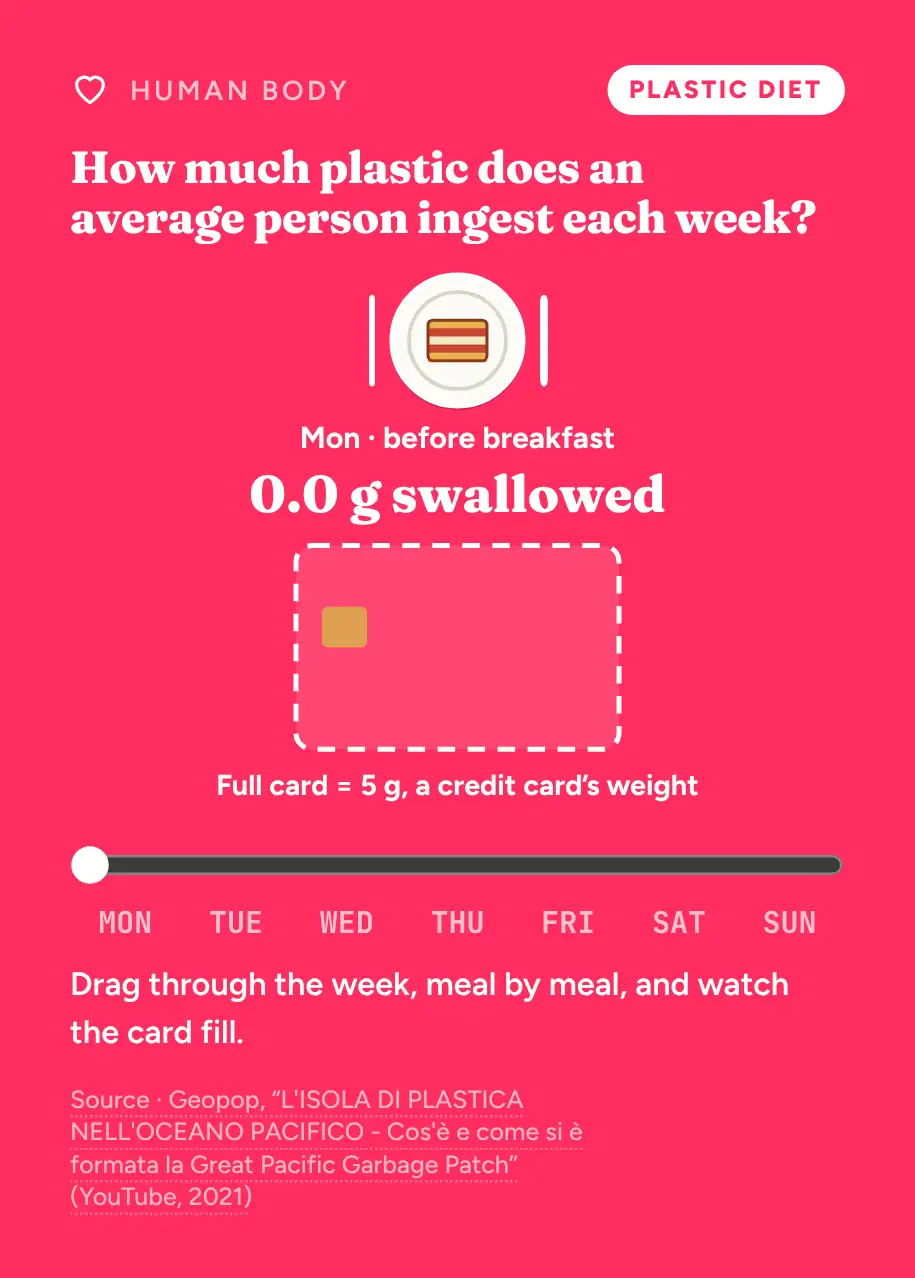 HUMAN BODY
PLASTIC DIET
How much plastic does an
average person ingest each week?
Mon · before breakfast
0.0 g swallowed
Full card = 5 g, a credit card’s weight
MON TUE WED THU FRI SAT SUN
Drag through the week, meal by meal, and watch
the card fill.
Source · Geopop, “L'ISOLA DI PLASTICA
NELL'OCEANO PACIFICO - Cos'è e come si è
formata la Great Pacific Garbage Patch”
(YouTube, 2021)